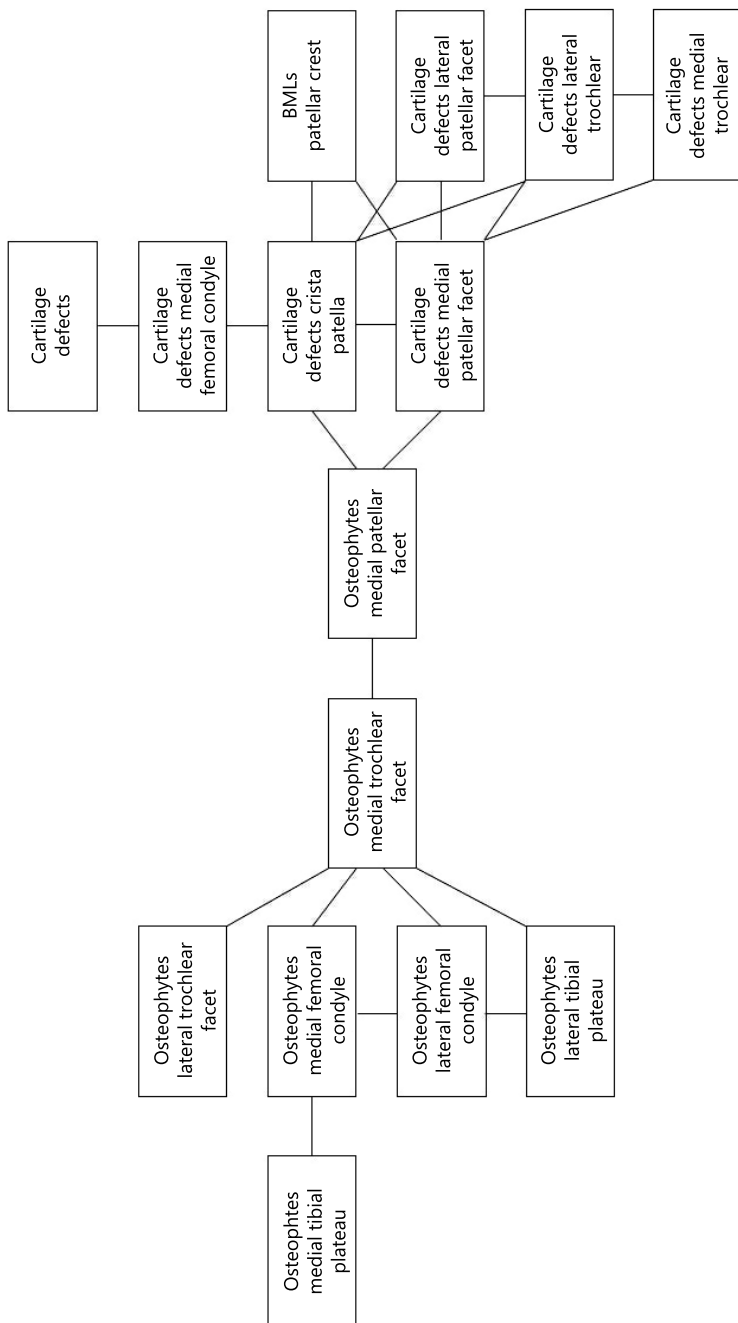 Osteophtes
medial tibial
plateau
Osteophytes
lateral trochlear
facet
Osteophytes
medial femoral
condyle
Osteophytes
lateral femoral
condyle
Osteophytes
lateral tibial
plateau
Osteophytes
medial trochlear
facet
Osteophytes
medial patellar
facet
Cartilage
defects
Cartilage
defects medial
femoral condyle
Cartilage
defects crista
patella
Cartilage
defects medial
patellar facet
BMLs
patellar crest
Cartilage
defects lateral
patellar facet
Cartilage
defects lateral
trochlear
Cartilage
defects medial
trochlear